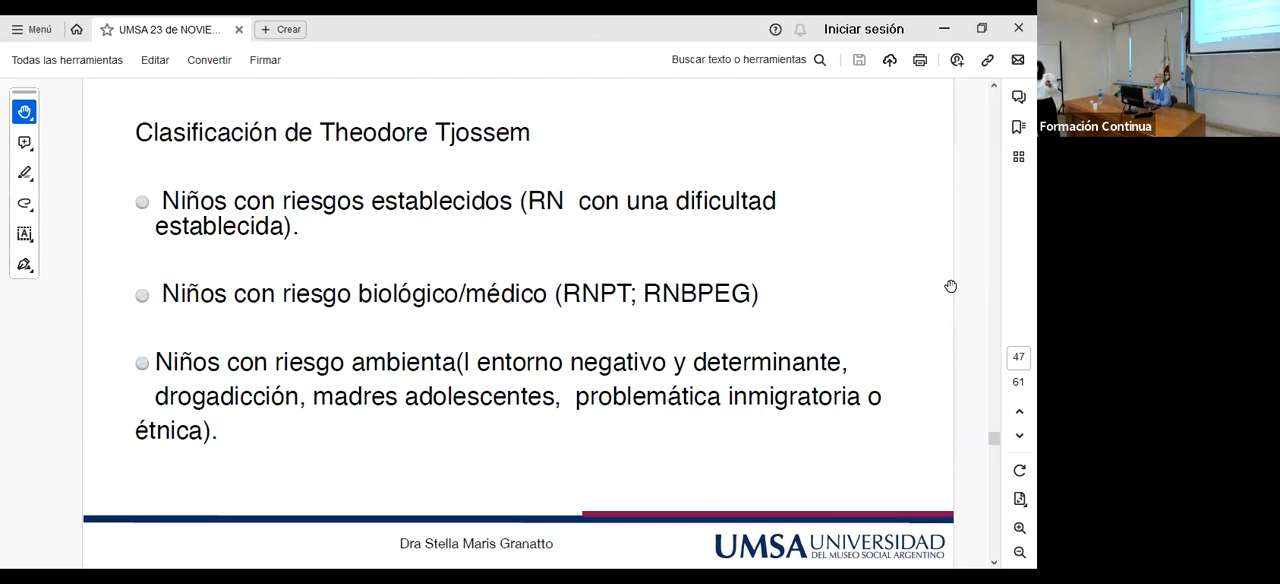 Menú
UMSA 23 de NOVIE...
Crear
Iniciar sesión
Todas las herramientas
Editar
Convertir
Firmar
Buscar texto o herramientas
Formación Continua
Clasificación de Theodore Tjossem
Niños con riesgos establecidos (RN con una dificultad
establecida).
Niños con riesgo biológico/médico (RNPT; RNBPEG)
Niños con riesgo ambienta(l entorno negativo y determinante,
drogadicción, madres adolescentes, problemática inmigratoria o
étnica).
47
61
Dra Stella Maris Granatto
UMSA UNIVERSIDAD
DEL MUSEO SOCIAL ARGENTINO